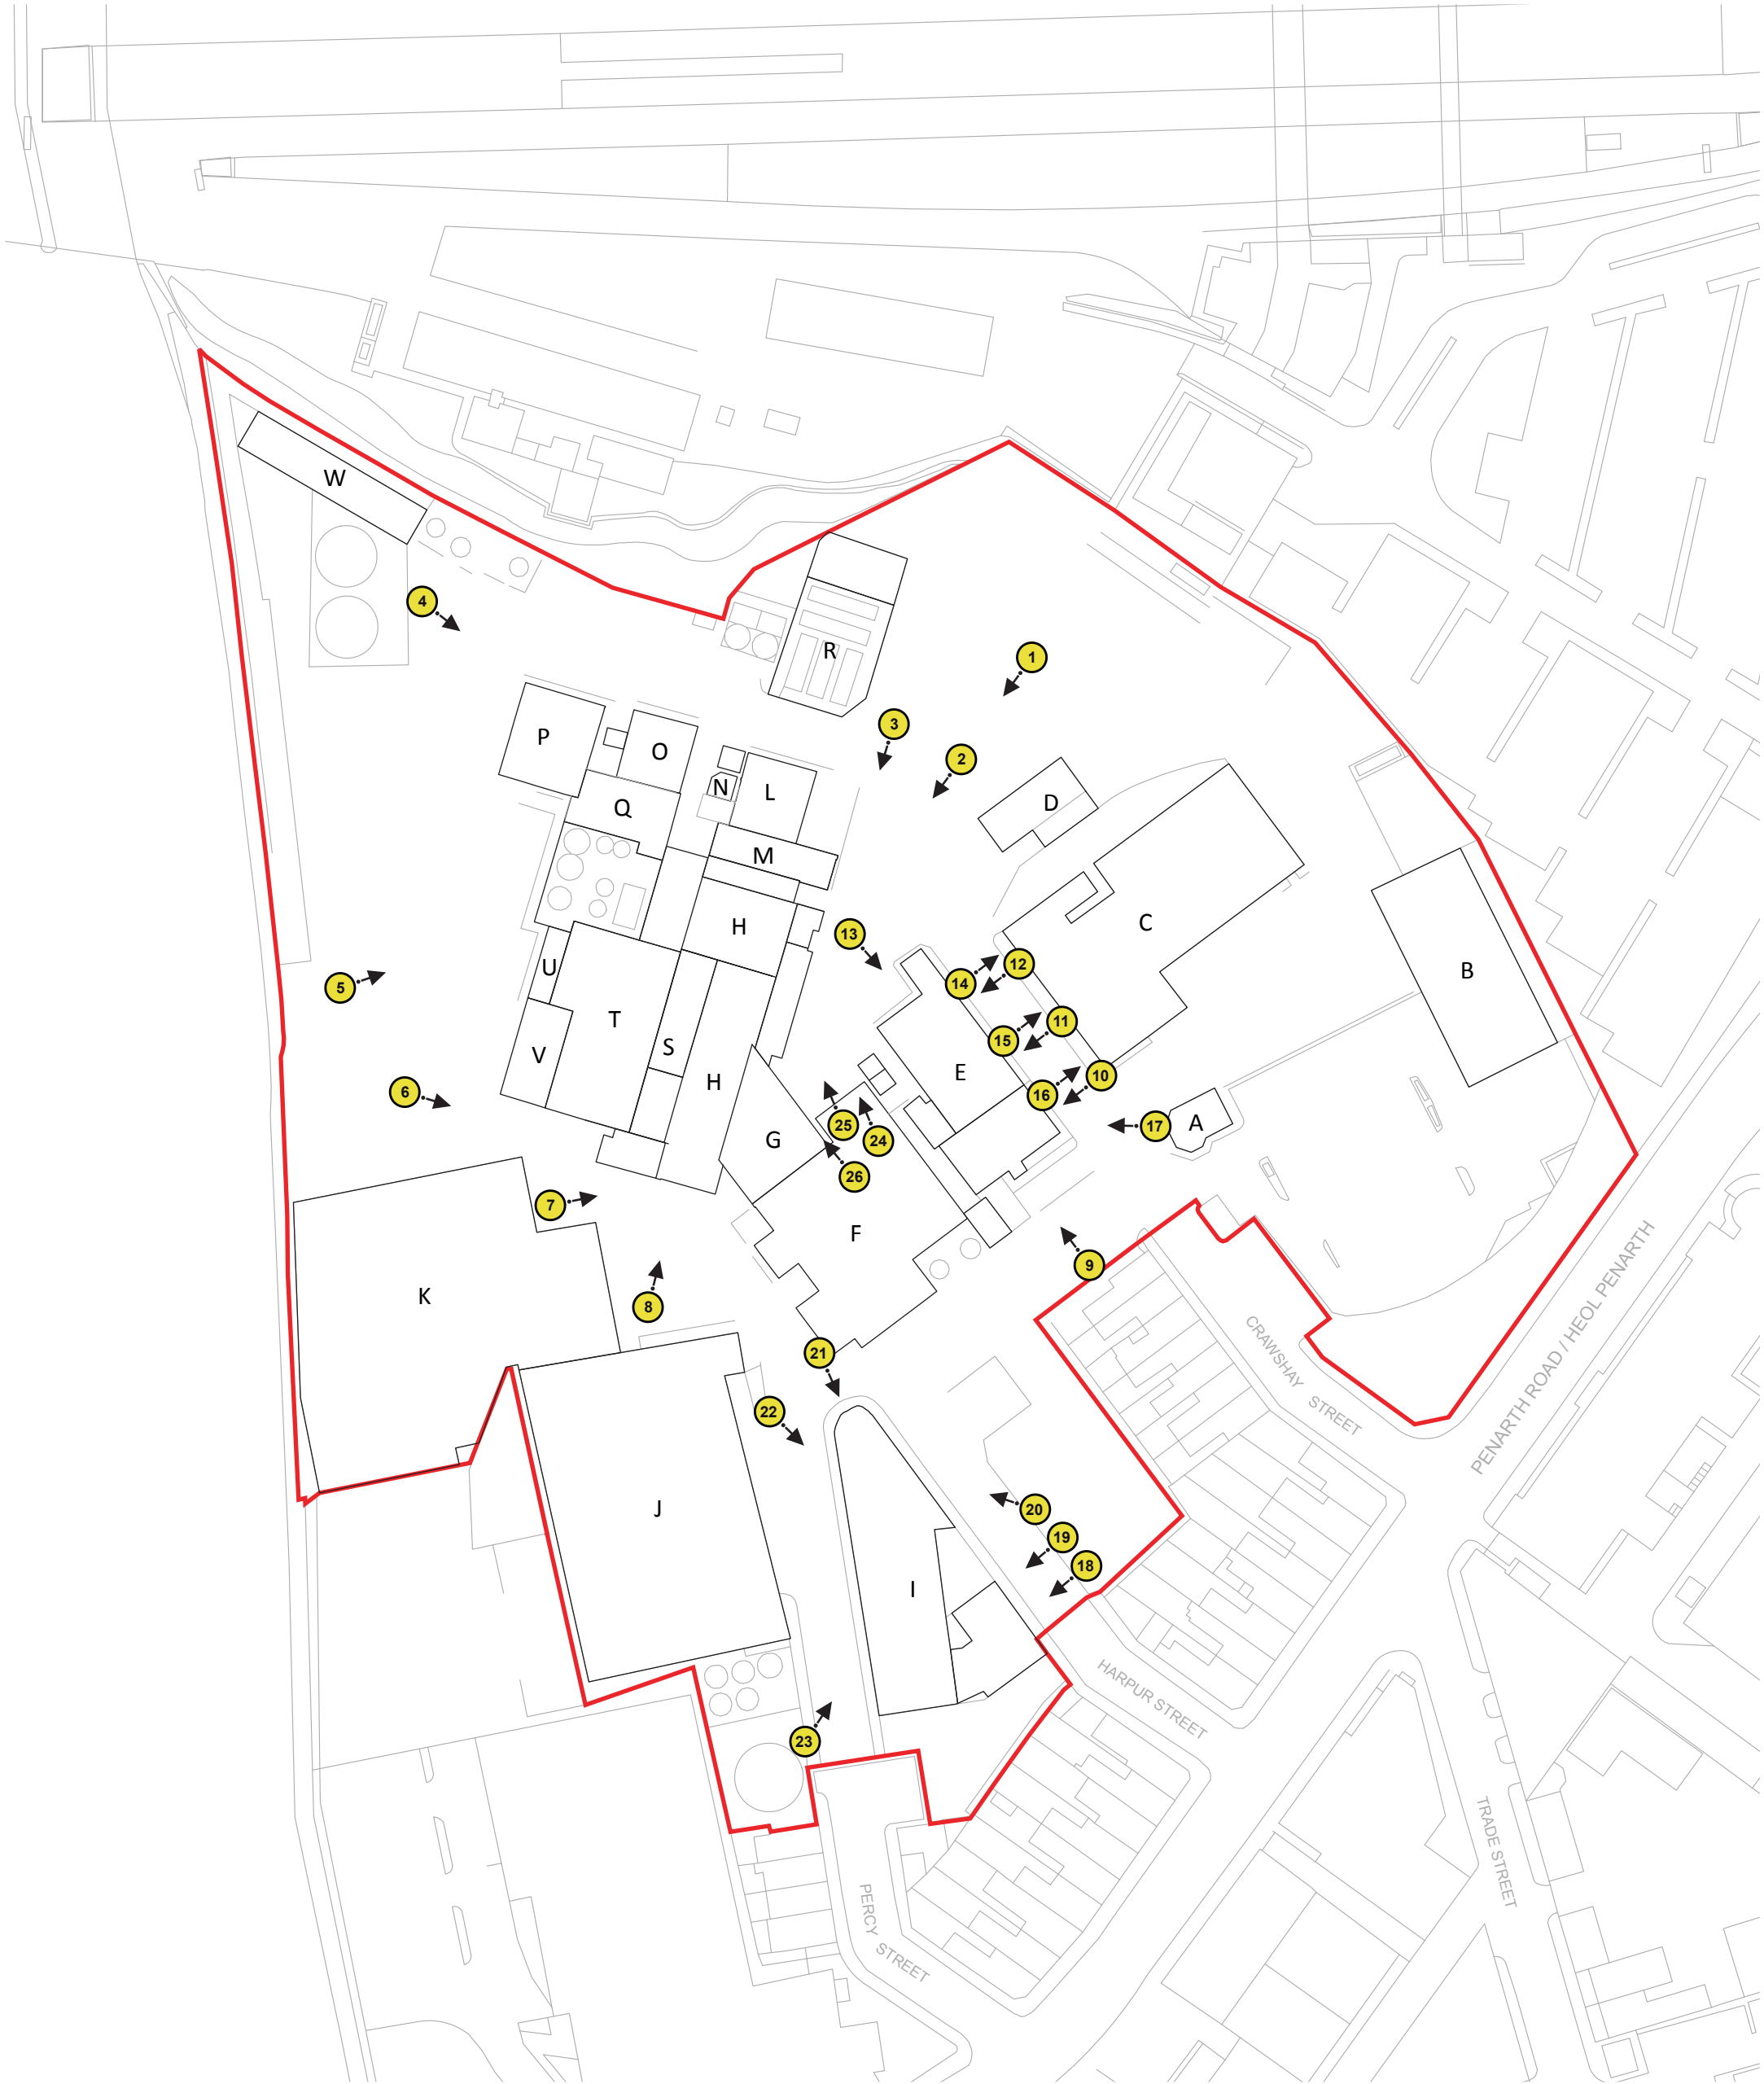 W
4
R
1
3
2
P
O
N
L
D
Q
M
H
13
C
U
5
14
12
B
T
11
15
V
S
E
H
10
6
16
25
24
G
17
A
26
7
F
9
K
8
21
22
CRAWSHAY STREET
PENARTH ROAD / HEOL PENARTH
J
20
19
18
I
HARPUR STREET
23
TRADE STREET
PERCY STREET